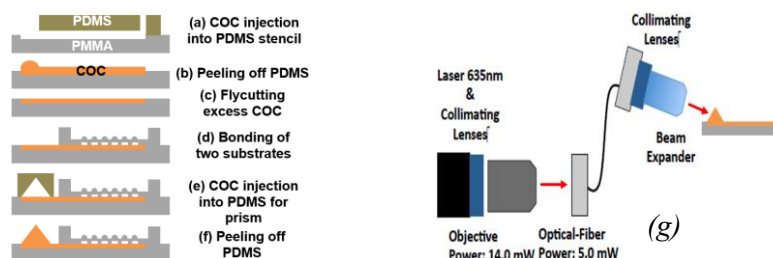 PDMS
PMMA
(a) COC injection
into PDMS stencil
COC
(b) Peeling off PDMS
(c) Flycutting
excess COC
(d) Bonding of
two substrates
(e) COC injection
into PDMS for
prism
(f) Peeling off
PDMS
Collimating
Lenses
Laser 635nm
&
Collimating
Lenses
Beam
Expander
Objective
Power: 14.0 mW
Optical-Fiber
Power: 5.0 mW
(g)